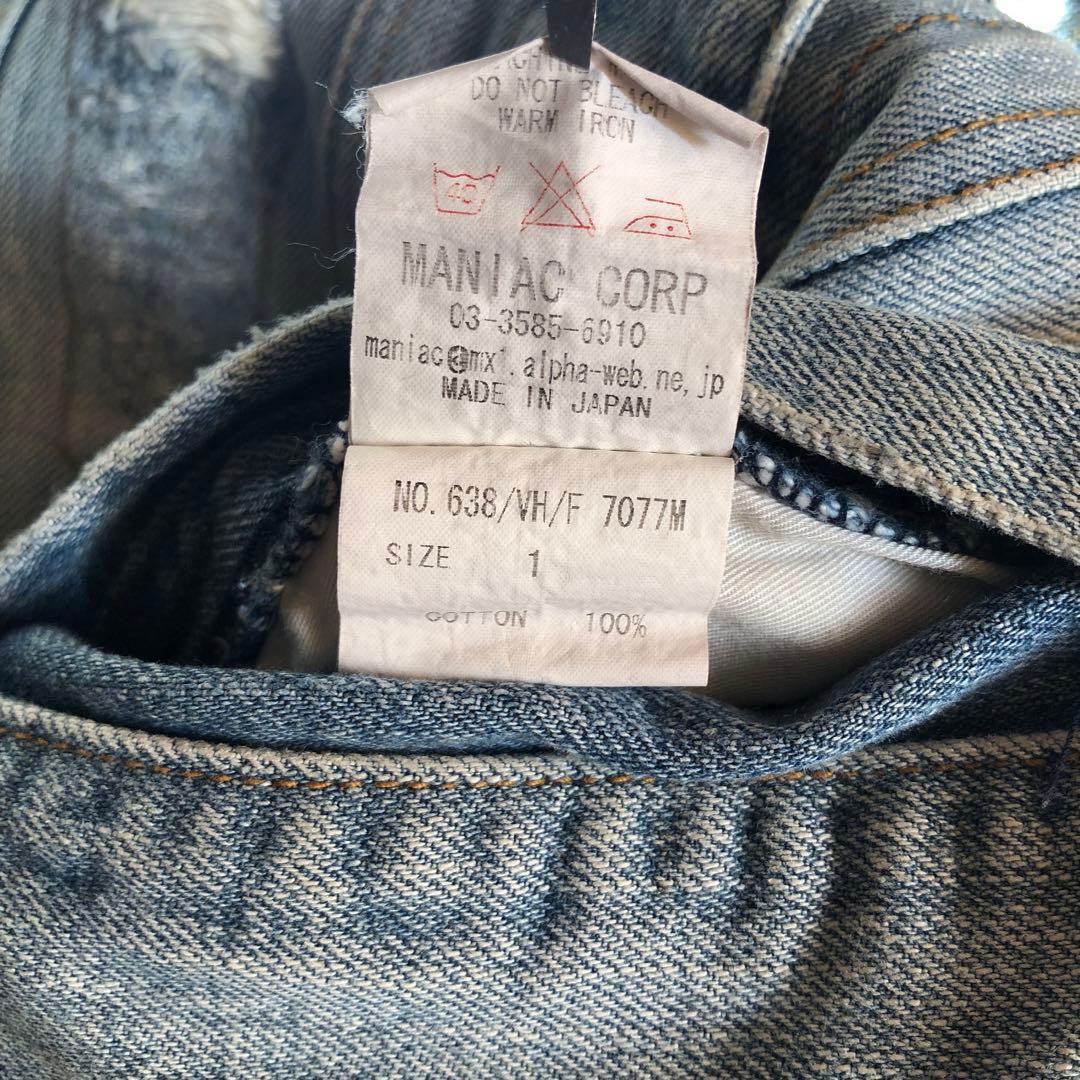 DO NOT BLEACH
WARM IRON
40
MANIAC CORP
03-3585-6910
maniac@mx1.alpha-web.ne,jp
MADE IN JAPAN
NO. 638/VH/F 7077M
SIZE 1
COTTON 100%